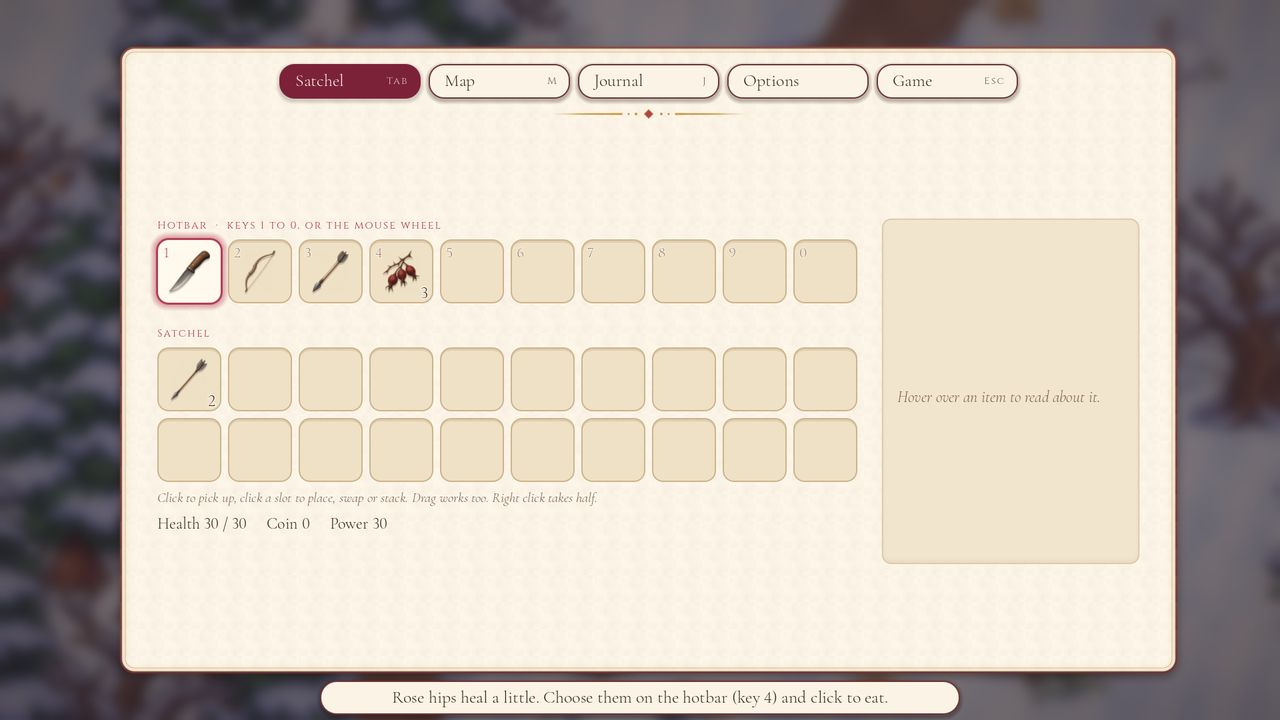 Satchel TAB
Map M
Journal J
Options
Game ESC
Hotbar · keys 1 to 0, or the mouse wheel
1 2 3 4 5 6 7 8 9 0
3
Satchel
2
Hover over an item to read about it.
Click to pick up, click a slot to place, swap or stack. Drag works too. Right click takes half.
Health 30 / 30 Coin 0 Power 30
Rose hips heal a little. Choose them on the hotbar (key 4) and click to eat.